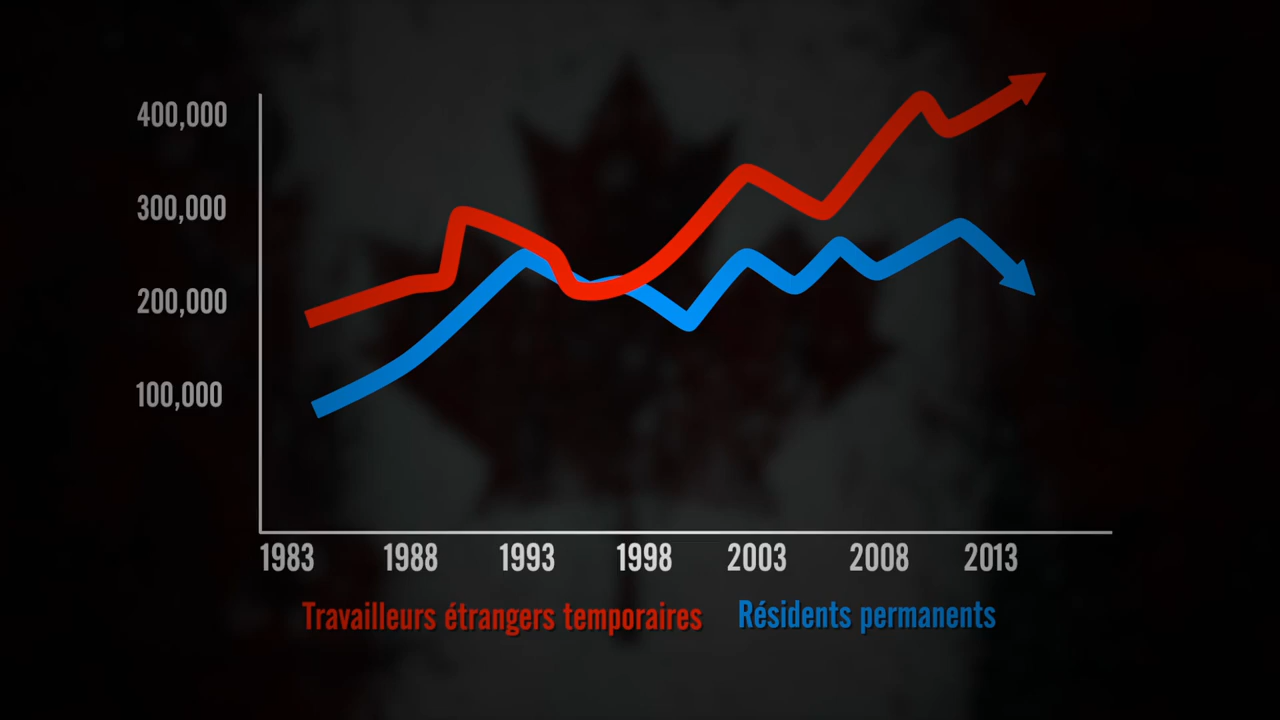 400,000
300,000
200,000
100,000
1983 1988 1993 1998 2003 2008 2013
Travailleurs étrangers temporaires Résidents permanents